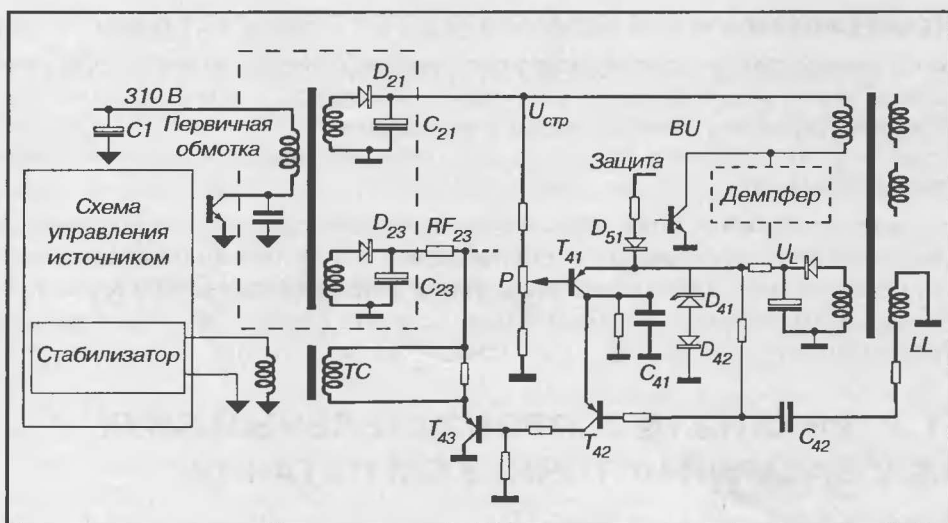 D21
310 В
C1
Первичная
обмотка
C21
Uстр
BU
Защита
Демпфер
Схема
управления
источником
D23
RF23
D51
T41
UL
P
C23
D41
Стабилизатор
TC
C41
D42
LL
T43
T42
C42